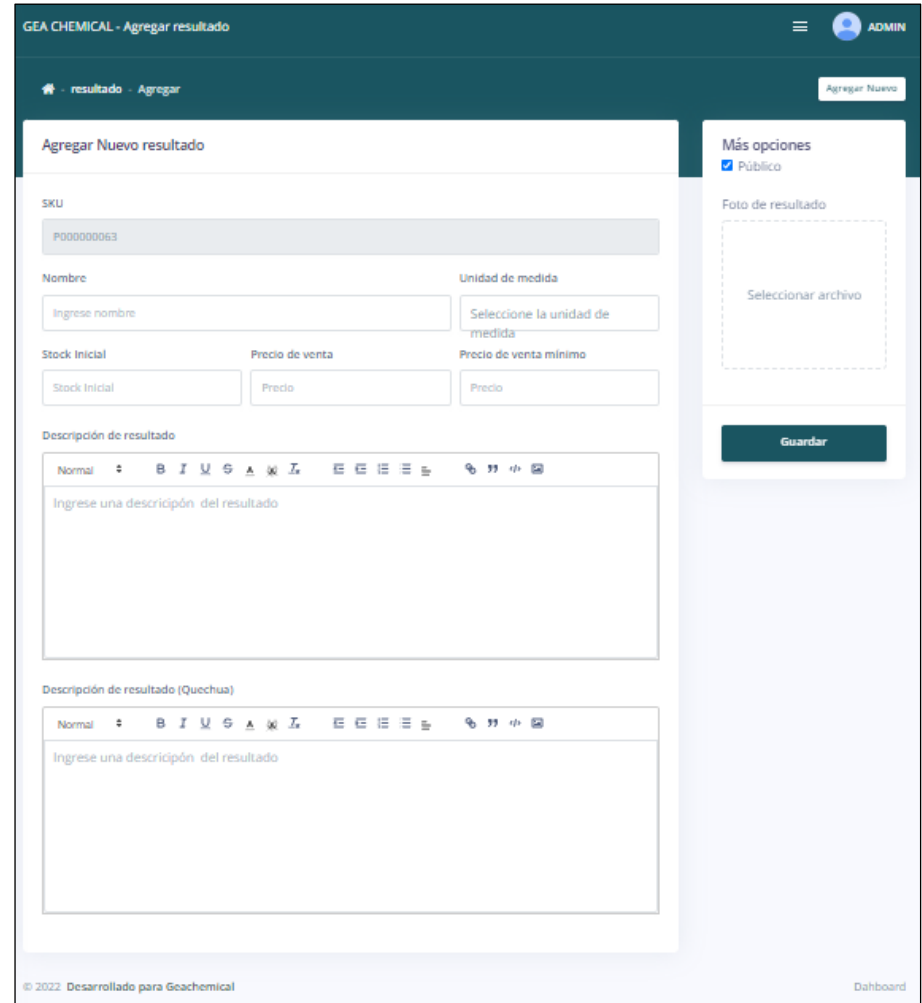 GEA CHEMICAL - Agregar resultado
ADMIN
- resultado - Agregar
Agregar Nuevo
Agregar Nuevo resultado
SKU
P000000063
Nombre
Unidad de medida
Ingrese nombre
Seleccione la unidad de
medida
Stock Inicial
Precio de venta
Precio de venta mínimo
Stock Inicial
Precio
Precio
Descripción de resultado
Normal
Ingrese una descricipón del resultado
Descripción de resultado (Quechua)
Normal
Ingrese una descricipón del resultado
Más opciones
Público
Foto de resultado
Seleccionar archivo
Guardar
© 2022 Desarrollado para Geachemical
Dahboard